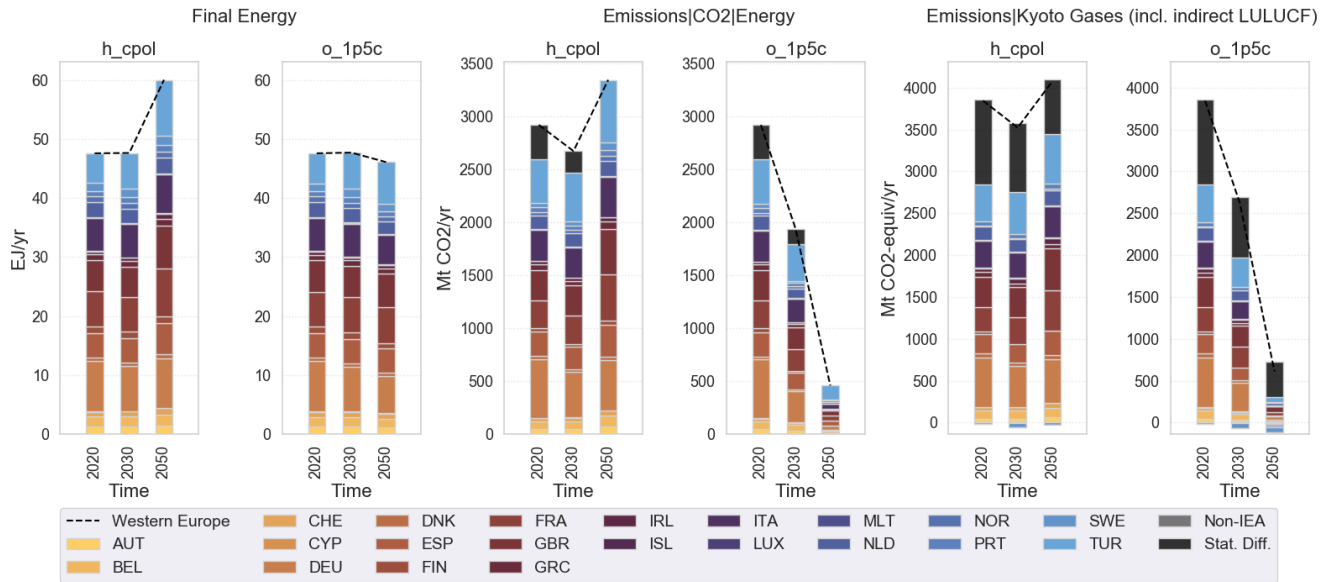 Final Energy
Emissions|CO2|Energy
Emissions|Kyoto Gases (incl. indirect LULUCF)
h_cpol
o_1p5c
h_cpol
o_1p5c
h_cpol
o_1p5c
EJ/yr
60
50
40
30
20
10
0
2020
2030
2050
Time
60
50
40
30
20
10
0
2020
2030
2050
Time
Mt CO2/yr
3500
3000
2500
2000
1500
1000
500
0
2020
2030
2050
Time
3500
3000
2500
2000
1500
1000
500
0
2020
2030
2050
Time
Mt CO2-equiv/yr
4000
3500
3000
2500
2000
1500
1000
500
0
2020
2030
2050
Time
4000
3500
3000
2500
2000
1500
1000
500
0
2020
2030
2050
Time
Western Europe
AUT
BEL
CHE
CYP
DEU
DNK
ESP
FIN
FRA
GBR
GRC
IRL
ISL
ITA
LUX
MLT
NLD
NOR
PRT
SWE
TUR
Non-IEA
Stat. Diff.